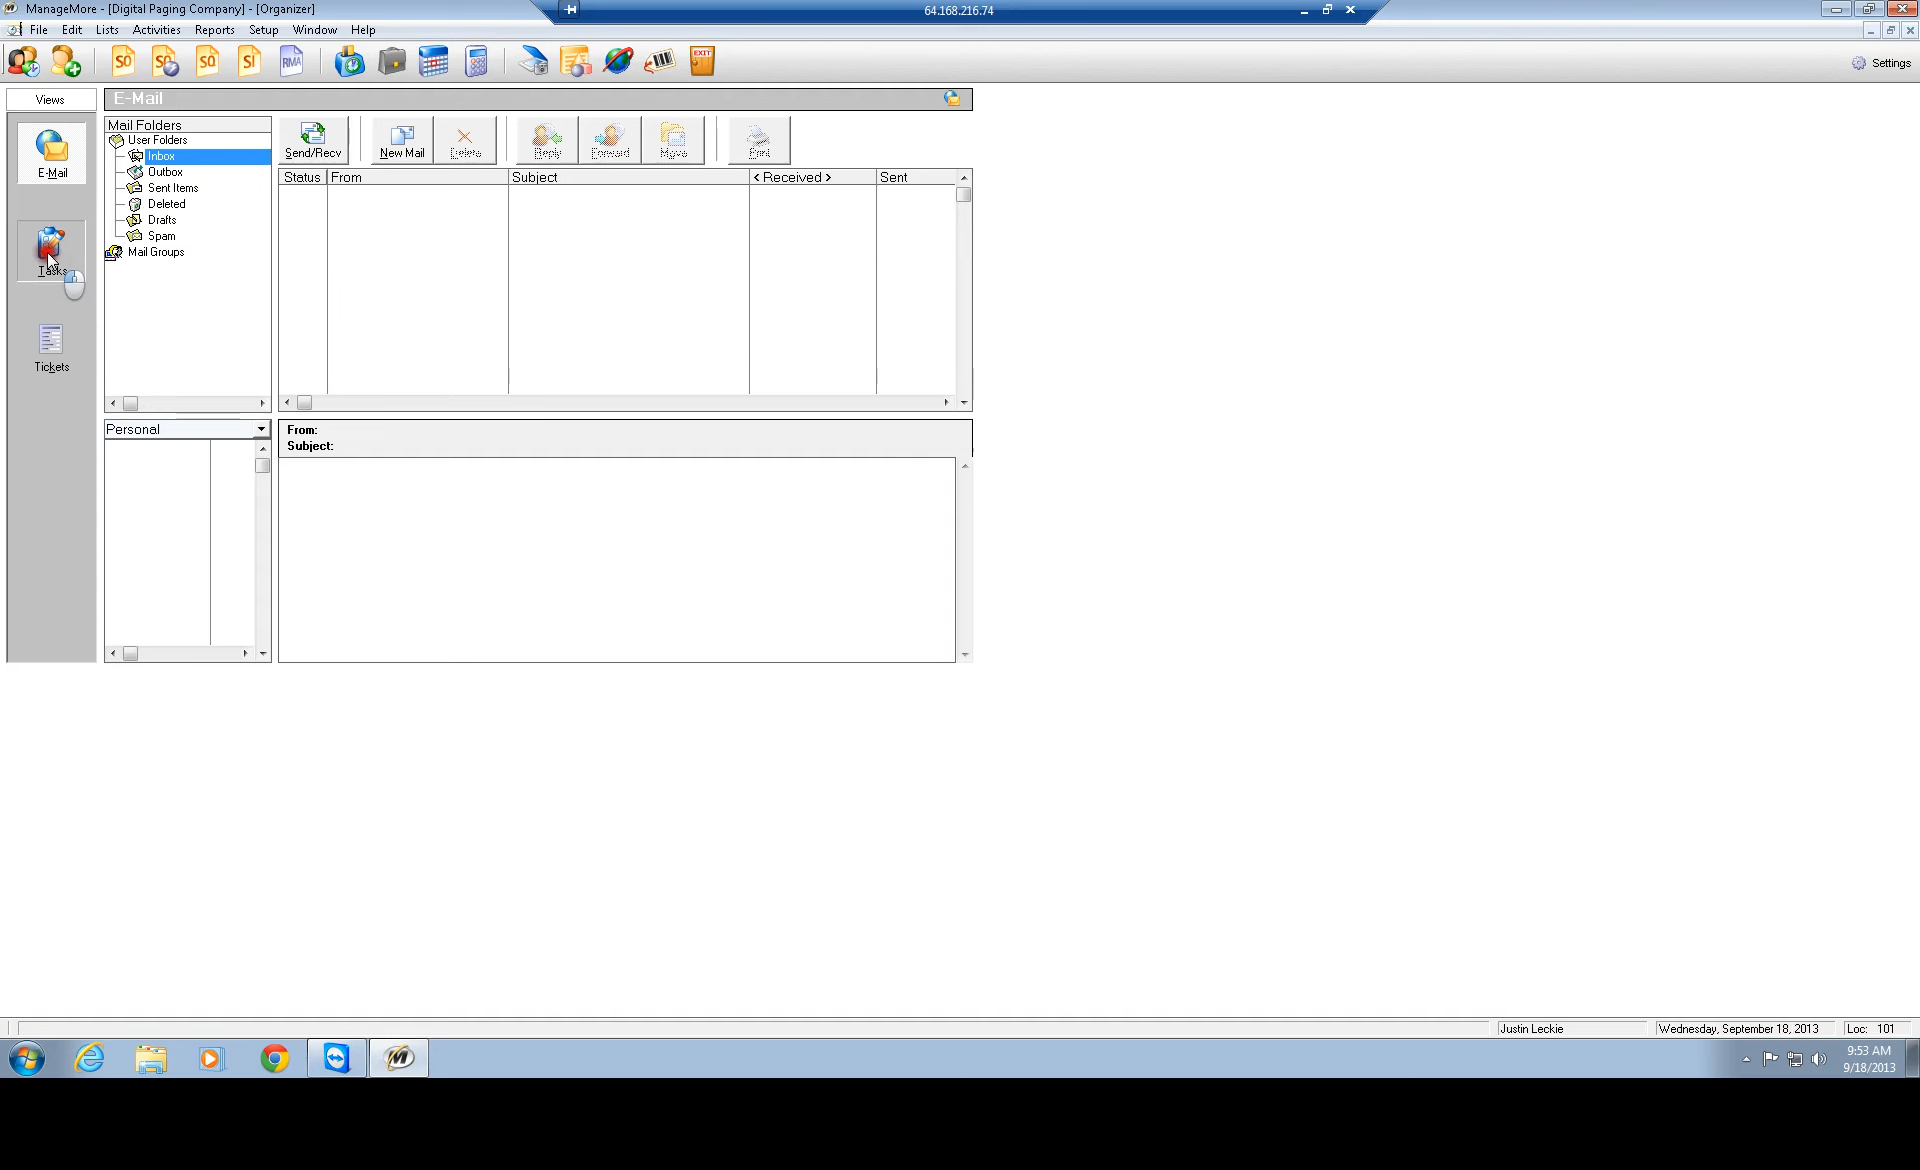 ManageMore - [Digital Paging Company] - [Organizer]
64.168.216.74
File Edit Lists Activities Reports Setup Window Help
SO SO SQ SI RMA EXIT
Settings
Views
E-Mail
E-Mail
Tasks
Tickets
Mail Folders
User Folders
Inbox
Outbox
Sent Items
Deleted
Drafts
Spam
Mail Groups
Send/Recv New Mail Delete Reply Forward Move Print
Status From Subject < Received > Sent
Personal
From:
Subject:
Justin Leckie Wednesday, September 18, 2013 Loc: 101
9:53 AM
9/18/2013